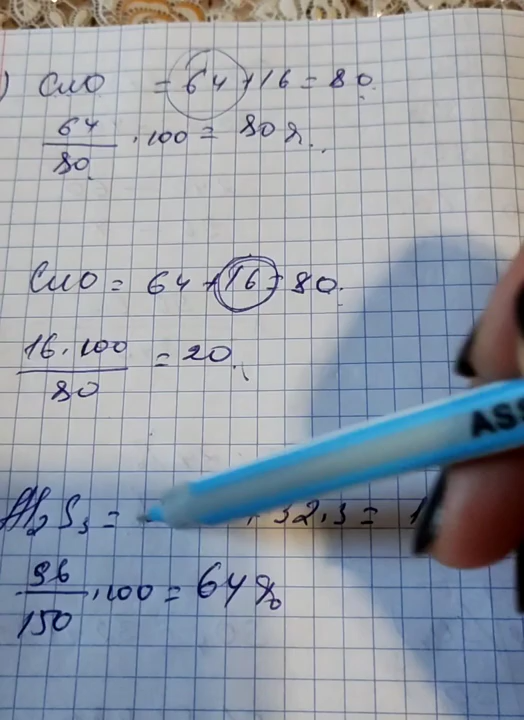 ) CuO = 64 + 16 = 80.
64
80. · 100 = 80 %.
CuO = 64 + 16 = 80.
16 · 100
80 = 20.
Al2S3 = + 32.3 = 1
96
150 · 100 = 64%
ASS